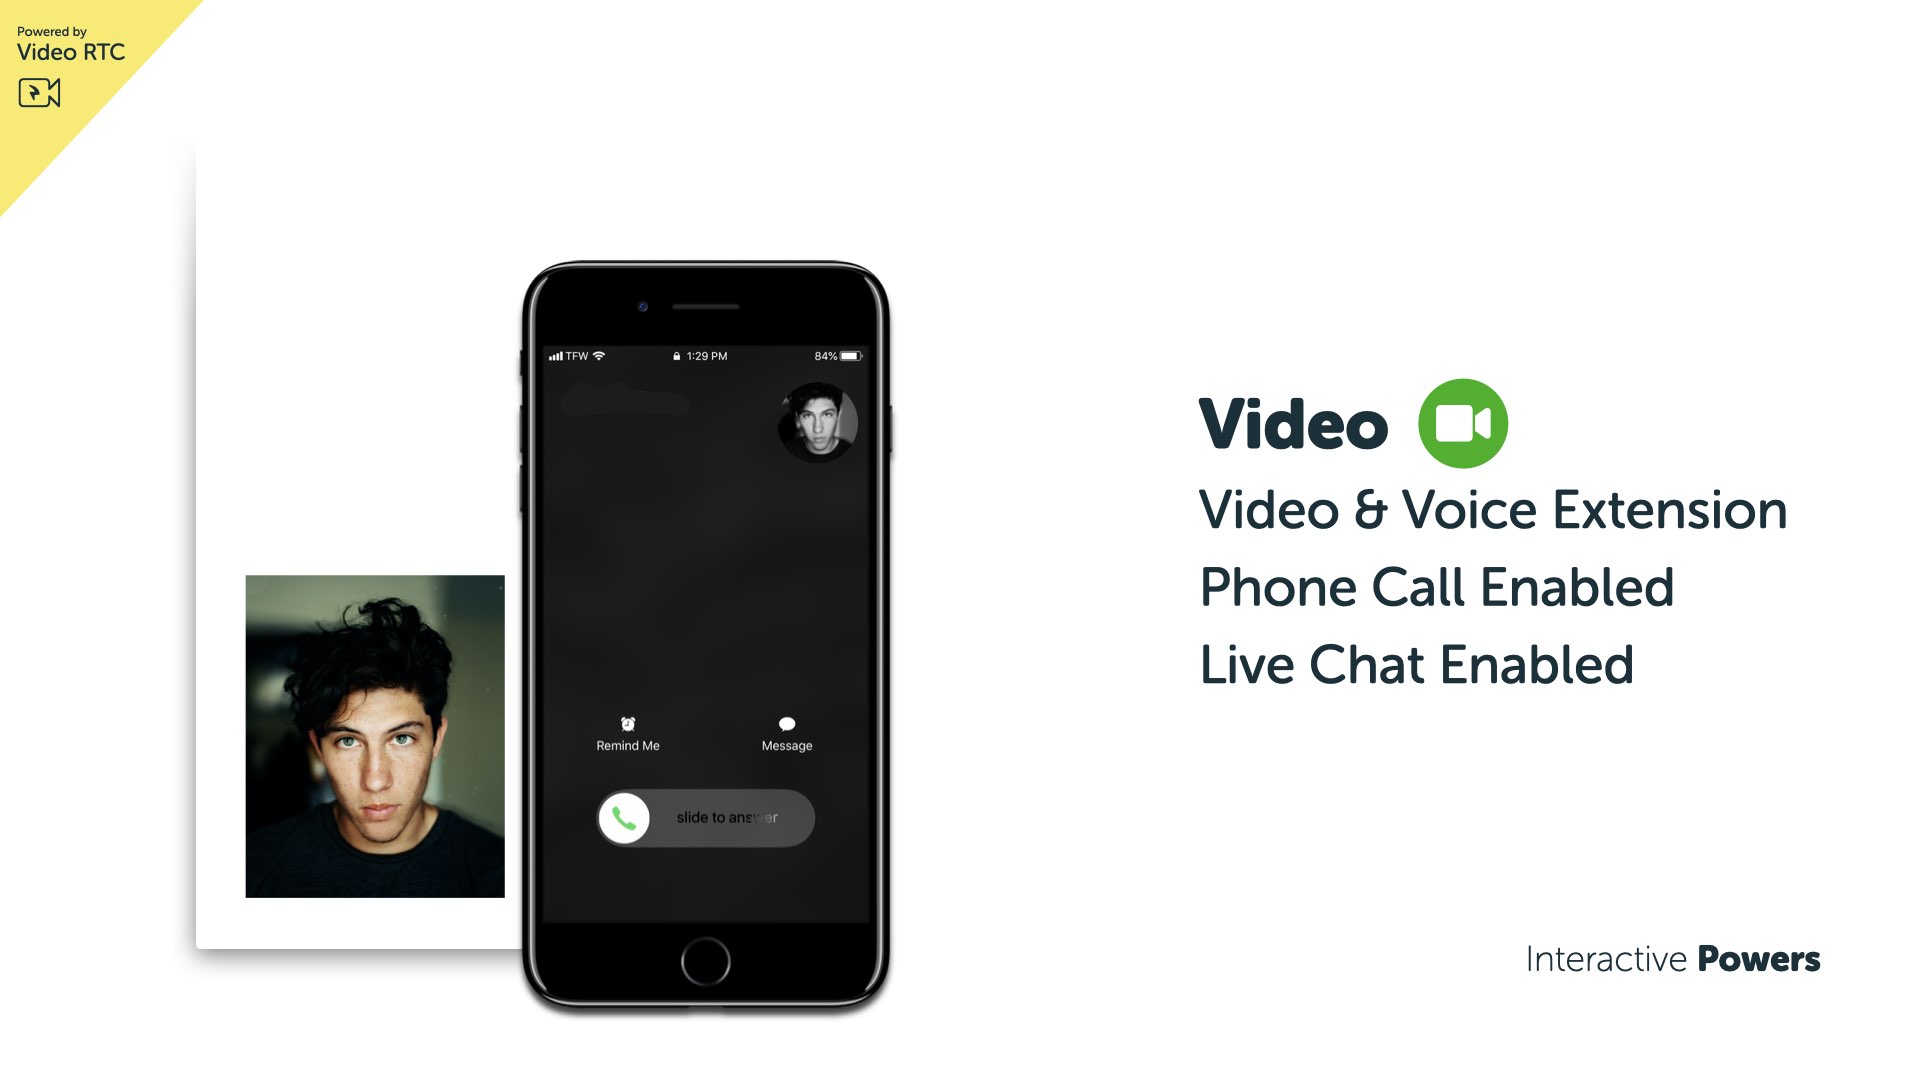 Powered by
Video RTC
TFW
1:29 PM
84%
Remind Me
Message
slide to answer
Video
Video & Voice Extension
Phone Call Enabled
Live Chat Enabled
Interactive Powers